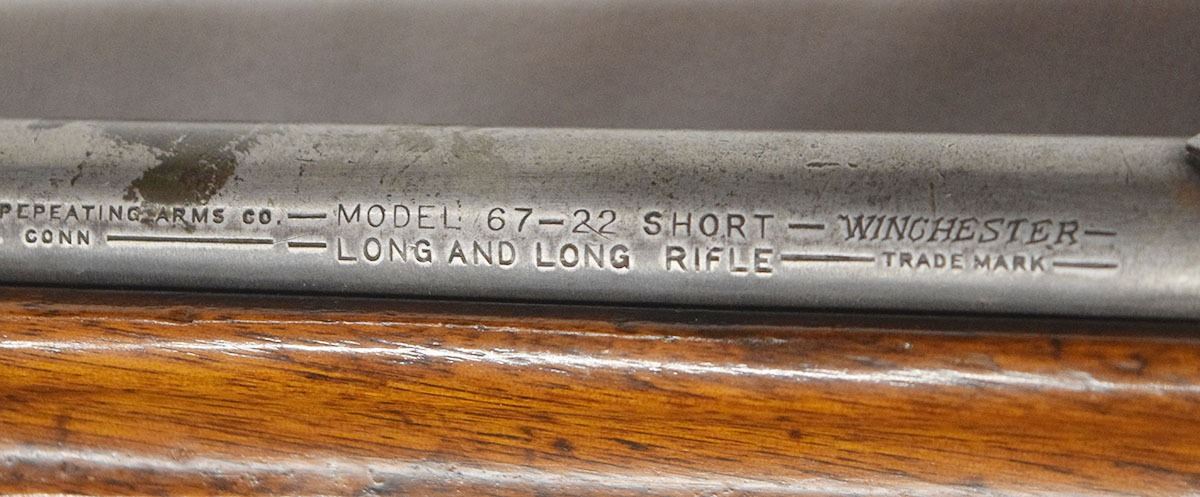 REPEATING ARMS CO. — MODEL 67-22 SHORT — WINCHESTER —
CONN — LONG AND LONG RIFLE — TRADE MARK —